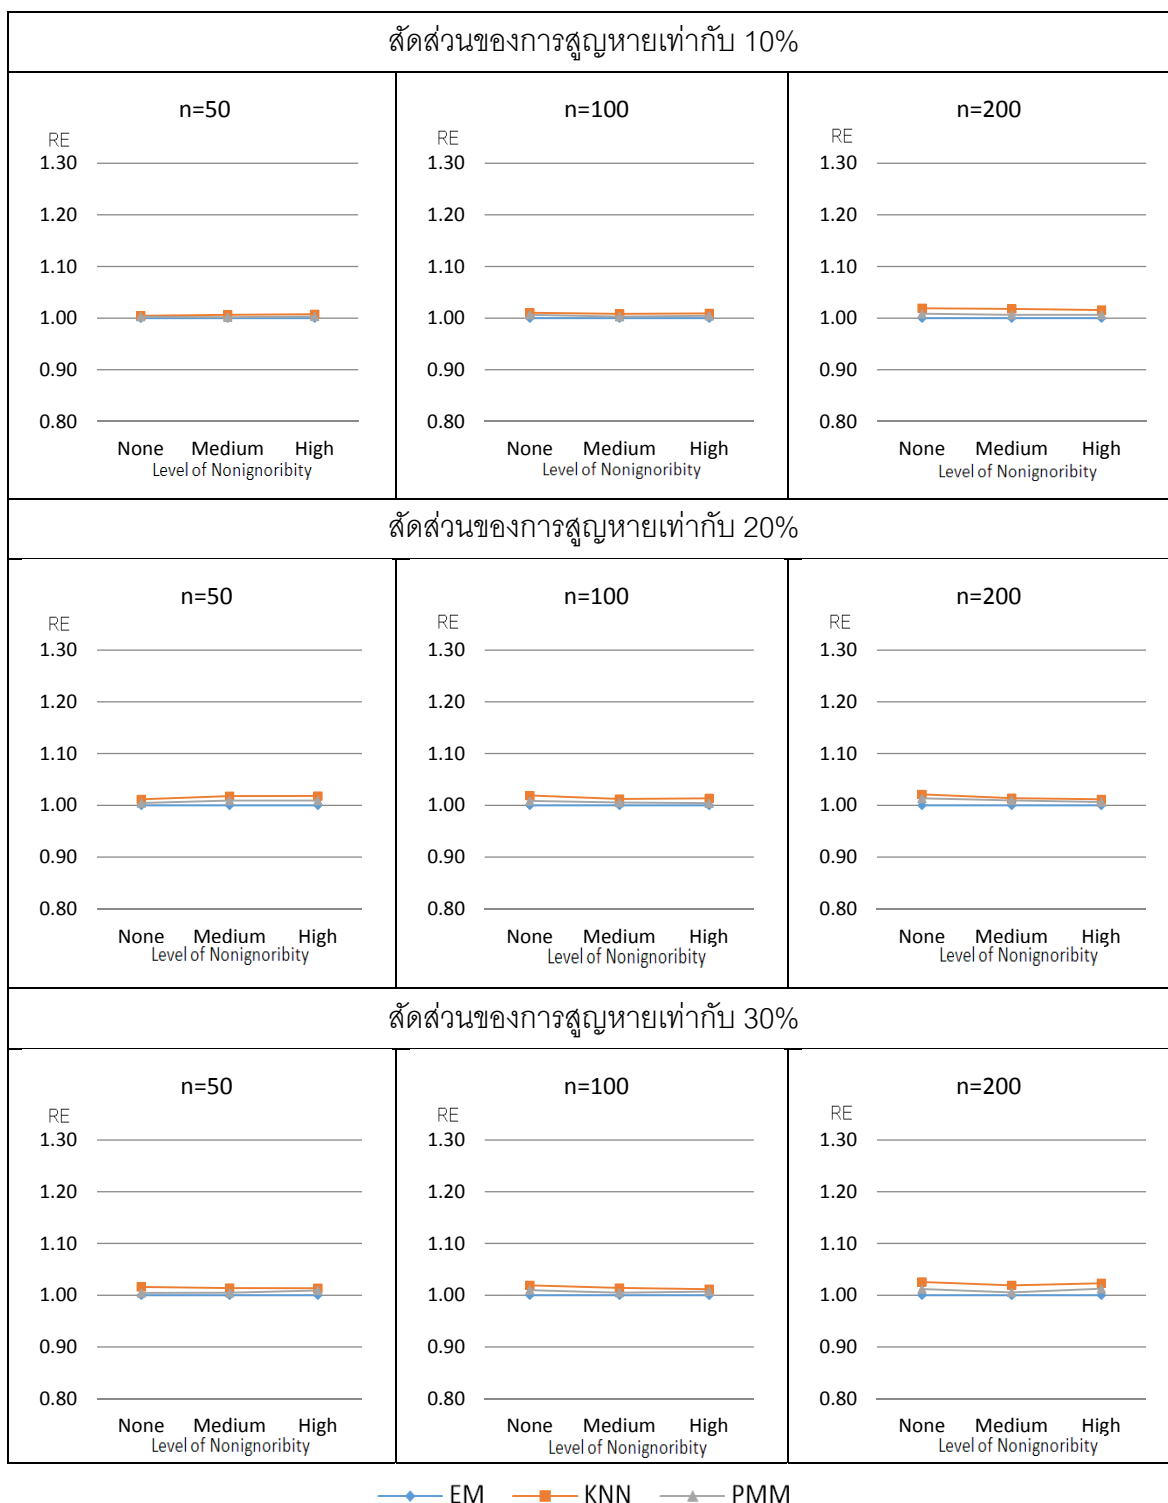 สัดส่วนของการสูญหายเท่ากับ 10%
n=50
RE
1.30
1.20
1.10
1.00
0.90
0.80
None Medium High
Level of Nonignoribity
n=100
RE
1.30
1.20
1.10
1.00
0.90
0.80
None Medium High
Level of Nonignoribity
n=200
RE
1.30
1.20
1.10
1.00
0.90
0.80
None Medium High
Level of Nonignoribity
สัดส่วนของการสูญหายเท่ากับ 20%
n=50
RE
1.30
1.20
1.10
1.00
0.90
0.80
None Medium High
Level of Nonignoribity
n=100
RE
1.30
1.20
1.10
1.00
0.90
0.80
None Medium High
Level of Nonignoribity
n=200
RE
1.30
1.20
1.10
1.00
0.90
0.80
None Medium High
Level of Nonignoribity
สัดส่วนของการสูญหายเท่ากับ 30%
n=50
RE
1.30
1.20
1.10
1.00
0.90
0.80
None Medium High
Level of Nonignoribity
n=100
RE
1.30
1.20
1.10
1.00
0.90
0.80
None Medium High
Level of Nonignoribity
n=200
RE
1.30
1.20
1.10
1.00
0.90
0.80
None Medium High
Level of Nonignoribity
EM KNN PMM